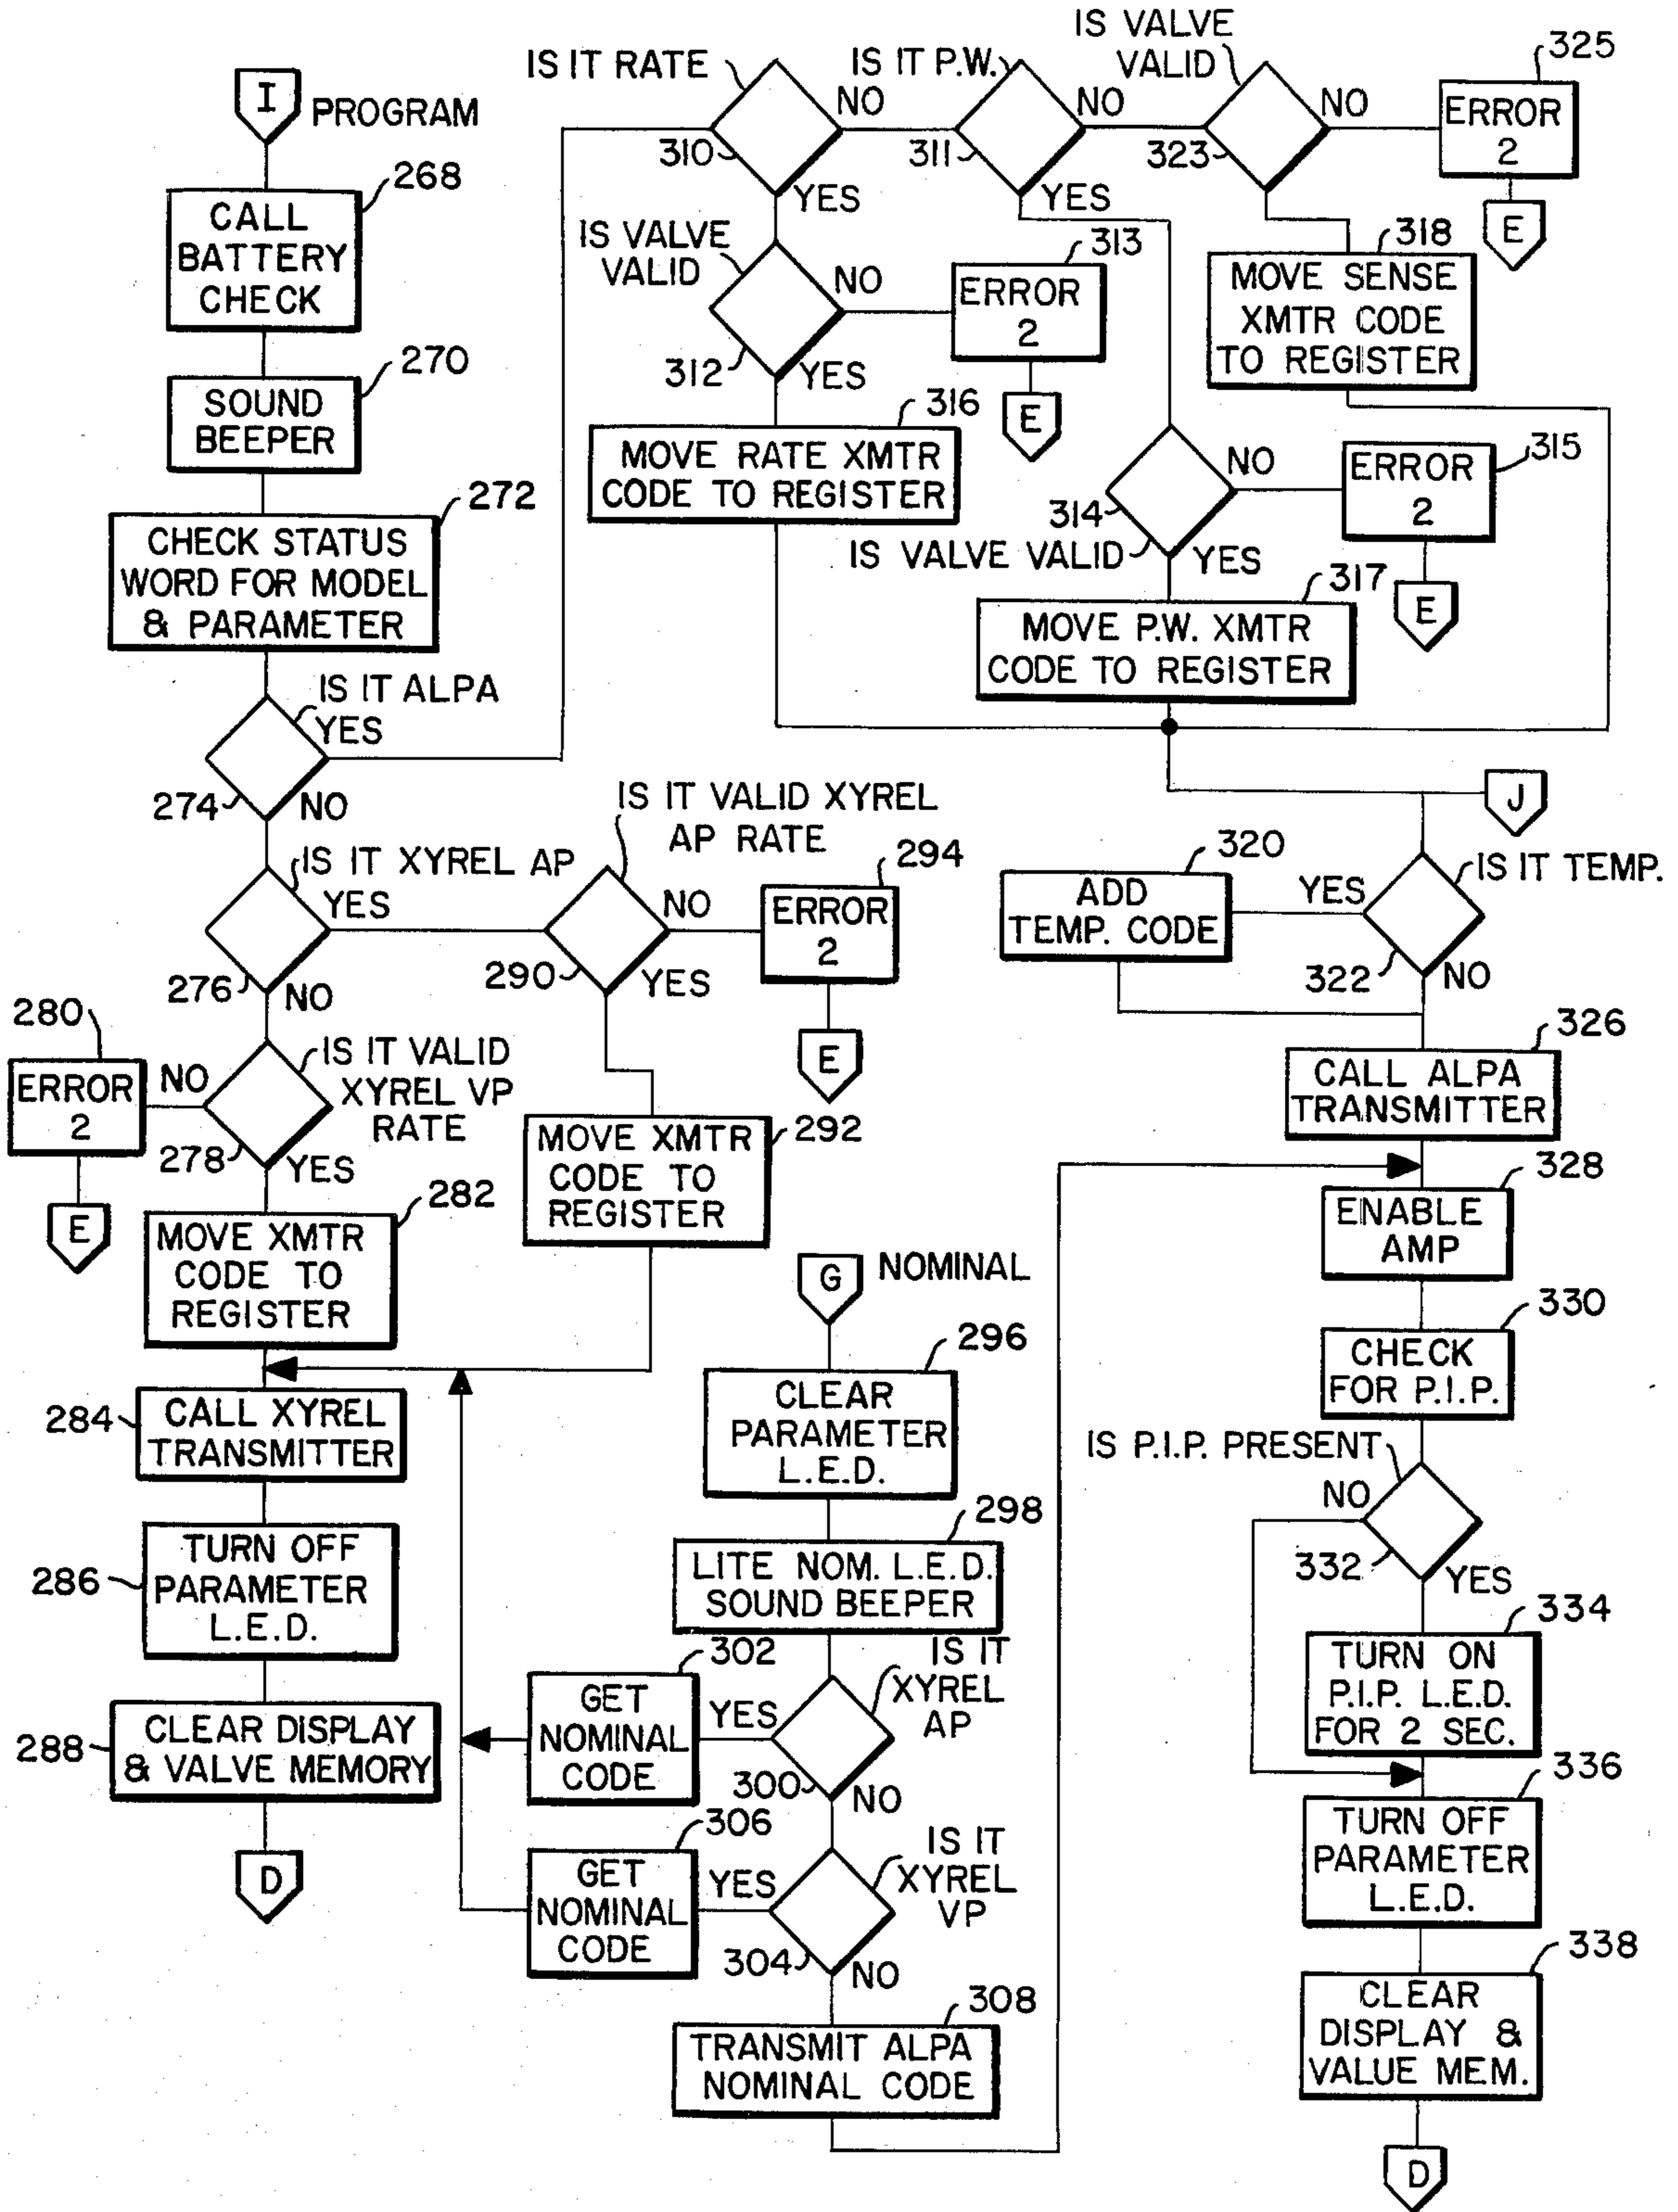 I PROGRAM
268
CALL
BATTERY
CHECK
270
SOUND
BEEPER
272
CHECK STATUS
WORD FOR MODEL
& PARAMETER
IS IT ALPA
YES
274
NO
IS IT XYREL AP
YES
276
NO
280
ERROR
2
NO
E
IS IT VALID
XYREL VP
RATE
278
YES
282
MOVE XMTR
CODE TO
REGISTER
284
CALL XYREL
TRANSMITTER
286
TURN OFF
PARAMETER
L.E.D.
288
CLEAR DISPLAY
& VALVE MEMORY
D
IS IT VALID XYREL
AP RATE
290
NO
YES
294
ERROR
2
E
292
MOVE XMTR
CODE TO
REGISTER
G NOMINAL
296
CLEAR
PARAMETER
L.E.D.
298
LITE NOM. L.E.D.
SOUND BEEPER
IS IT
XYREL
AP
300
YES
NO
302
GET
NOMINAL
CODE
IS IT
XYREL
VP
304
YES
NO
306
GET
NOMINAL
CODE
308
TRANSMIT ALPA
NOMINAL CODE
IS IT RATE
310
NO
YES
IS IT P.W.
311
NO
YES
IS VALVE
VALID
323
NO
325
ERROR
2
E
IS VALVE
VALID
312
NO
YES
313
ERROR
2
E
316
MOVE RATE XMTR
CODE TO REGISTER
318
MOVE SENSE
XMTR CODE
TO REGISTER
314
IS VALVE VALID
NO
YES
315
ERROR
2
E
317
MOVE P.W. XMTR
CODE TO REGISTER
J
IS IT TEMP.
322
YES
NO
320
ADD
TEMP. CODE
326
CALL ALPA
TRANSMITTER
328
ENABLE
AMP
330
CHECK
FOR P.I.P.
IS P.I.P. PRESENT
NO
332
YES
334
TURN ON
P.I.P. L.E.D.
FOR 2 SEC.
336
TURN OFF
PARAMETER
L.E.D.
338
CLEAR
DISPLAY &
VALUE MEM.
D